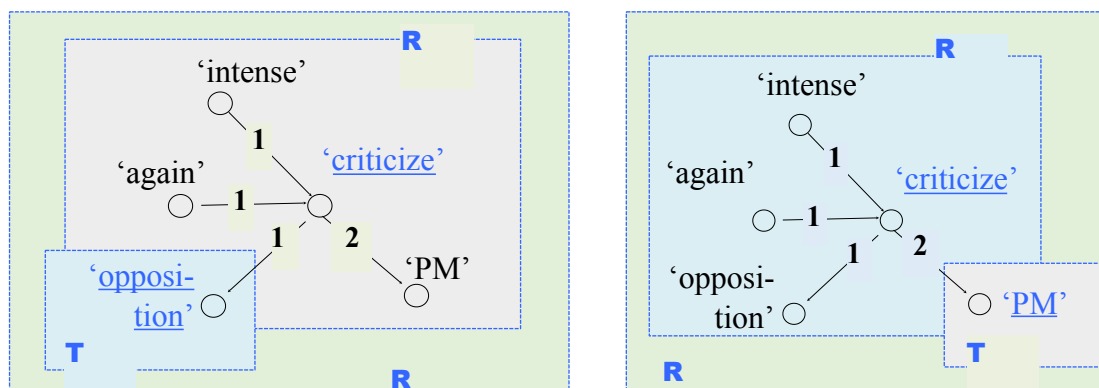 R
‘intense’
1
‘again’
‘criticize’
1
1
2
‘opposi-
tion’
‘PM’
T
R
R
‘intense’
1
‘again’
‘criticize’
1
1
2
‘opposi-
tion’
‘PM’
T
R